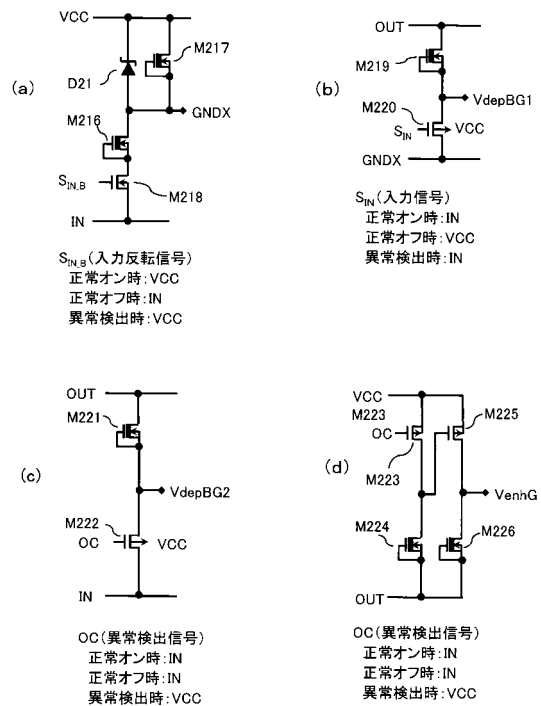 VCC
M217
D21
(a)
GNDX
M216
S_IN_B
M218
IN
S_IN_B(入力反転信号)
正常オン時:VCC
正常オフ時:IN
異常検出時:VCC
OUT
M219
(b)
VdepBG1
M220
S_IN
VCC
GNDX
S_IN(入力信号)
正常オン時:IN
正常オフ時:VCC
異常検出時:IN
OUT
M221
(c)
VdepBG2
M222
OC
VCC
IN
OC(異常検出信号)
正常オン時:IN
正常オフ時:IN
異常検出時:VCC
VCC
M223
M225
OC
(d)
M223
VenhG
M224
M226
OUT
OC(異常検出信号)
正常オン時:IN
正常オフ時:IN
異常検出時:VCC